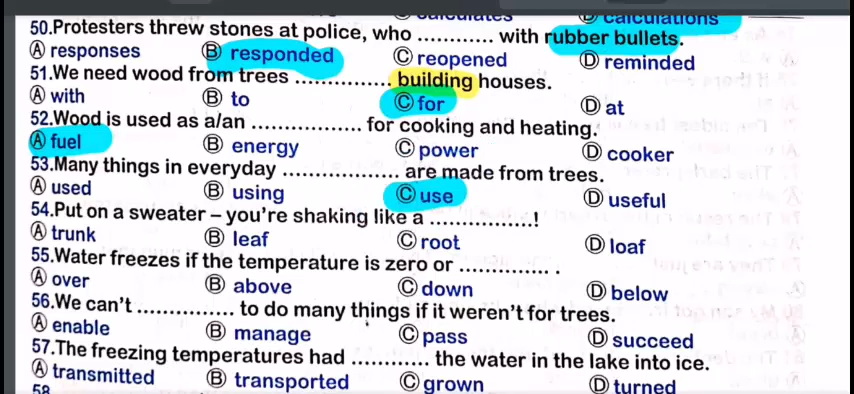 calculates D calculations
50.Protesters threw stones at police, who ............ with rubber bullets.
A responses B responded C reopened D reminded
51.We need wood from trees ............... building houses.
A with B to C for D at
52.Wood is used as a/an ................. for cooking and heating.
A fuel B energy C power D cooker
53.Many things in everyday .................. are made from trees.
A used B using C use D useful
54.Put on a sweater – you're shaking like a ................!
A trunk B leaf C root D loaf
55.Water freezes if the temperature is zero or .............. .
A over B above C down D below
56.We can't ............... to do many things if it weren't for trees.
A enable B manage C pass D succeed
57.The freezing temperatures had ............ the water in the lake into ice.
A transmitted B transported C grown D turned
58